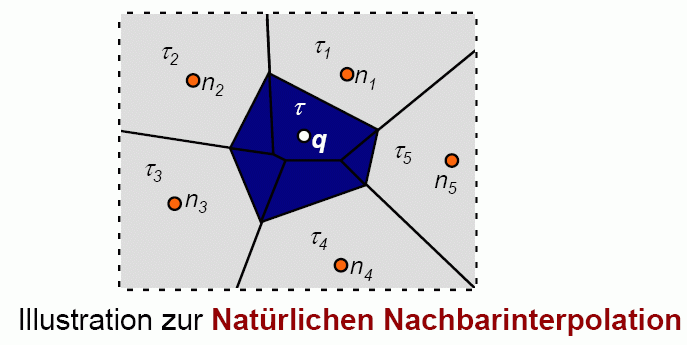 τ1
τ2
n1
n2
τ
q
τ5
τ3
n5
n3
τ4
n4
Illustration zur Natürlichen Nachbarinterpolation